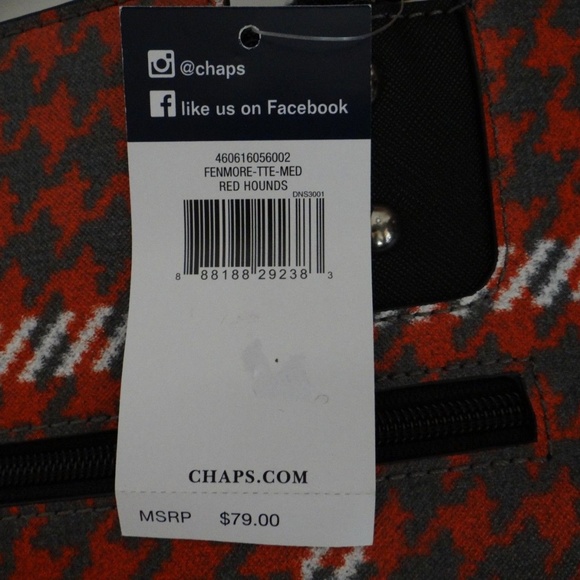 @chaps
like us on Facebook
460616056002
FENMORE-TTE-MED
RED HOUNDS
DNS3001
8 88188 29238 3
CHAPS.COM
MSRP $79.00